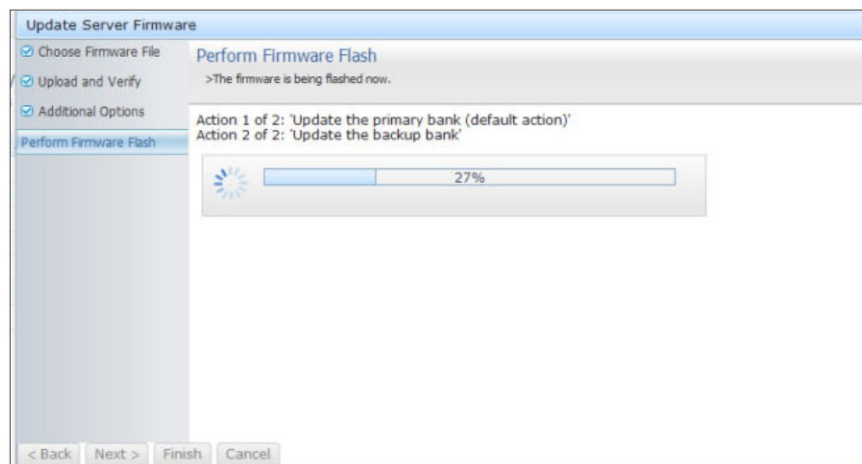 Update Server Firmware
Choose Firmware File
Upload and Verify
Additional Options
Perform Firmware Flash
Perform Firmware Flash
>The firmware is being flashed now.
Action 1 of 2: 'Update the primary bank (default action)'
Action 2 of 2: 'Update the backup bank'
27%
< Back Next > Finish Cancel